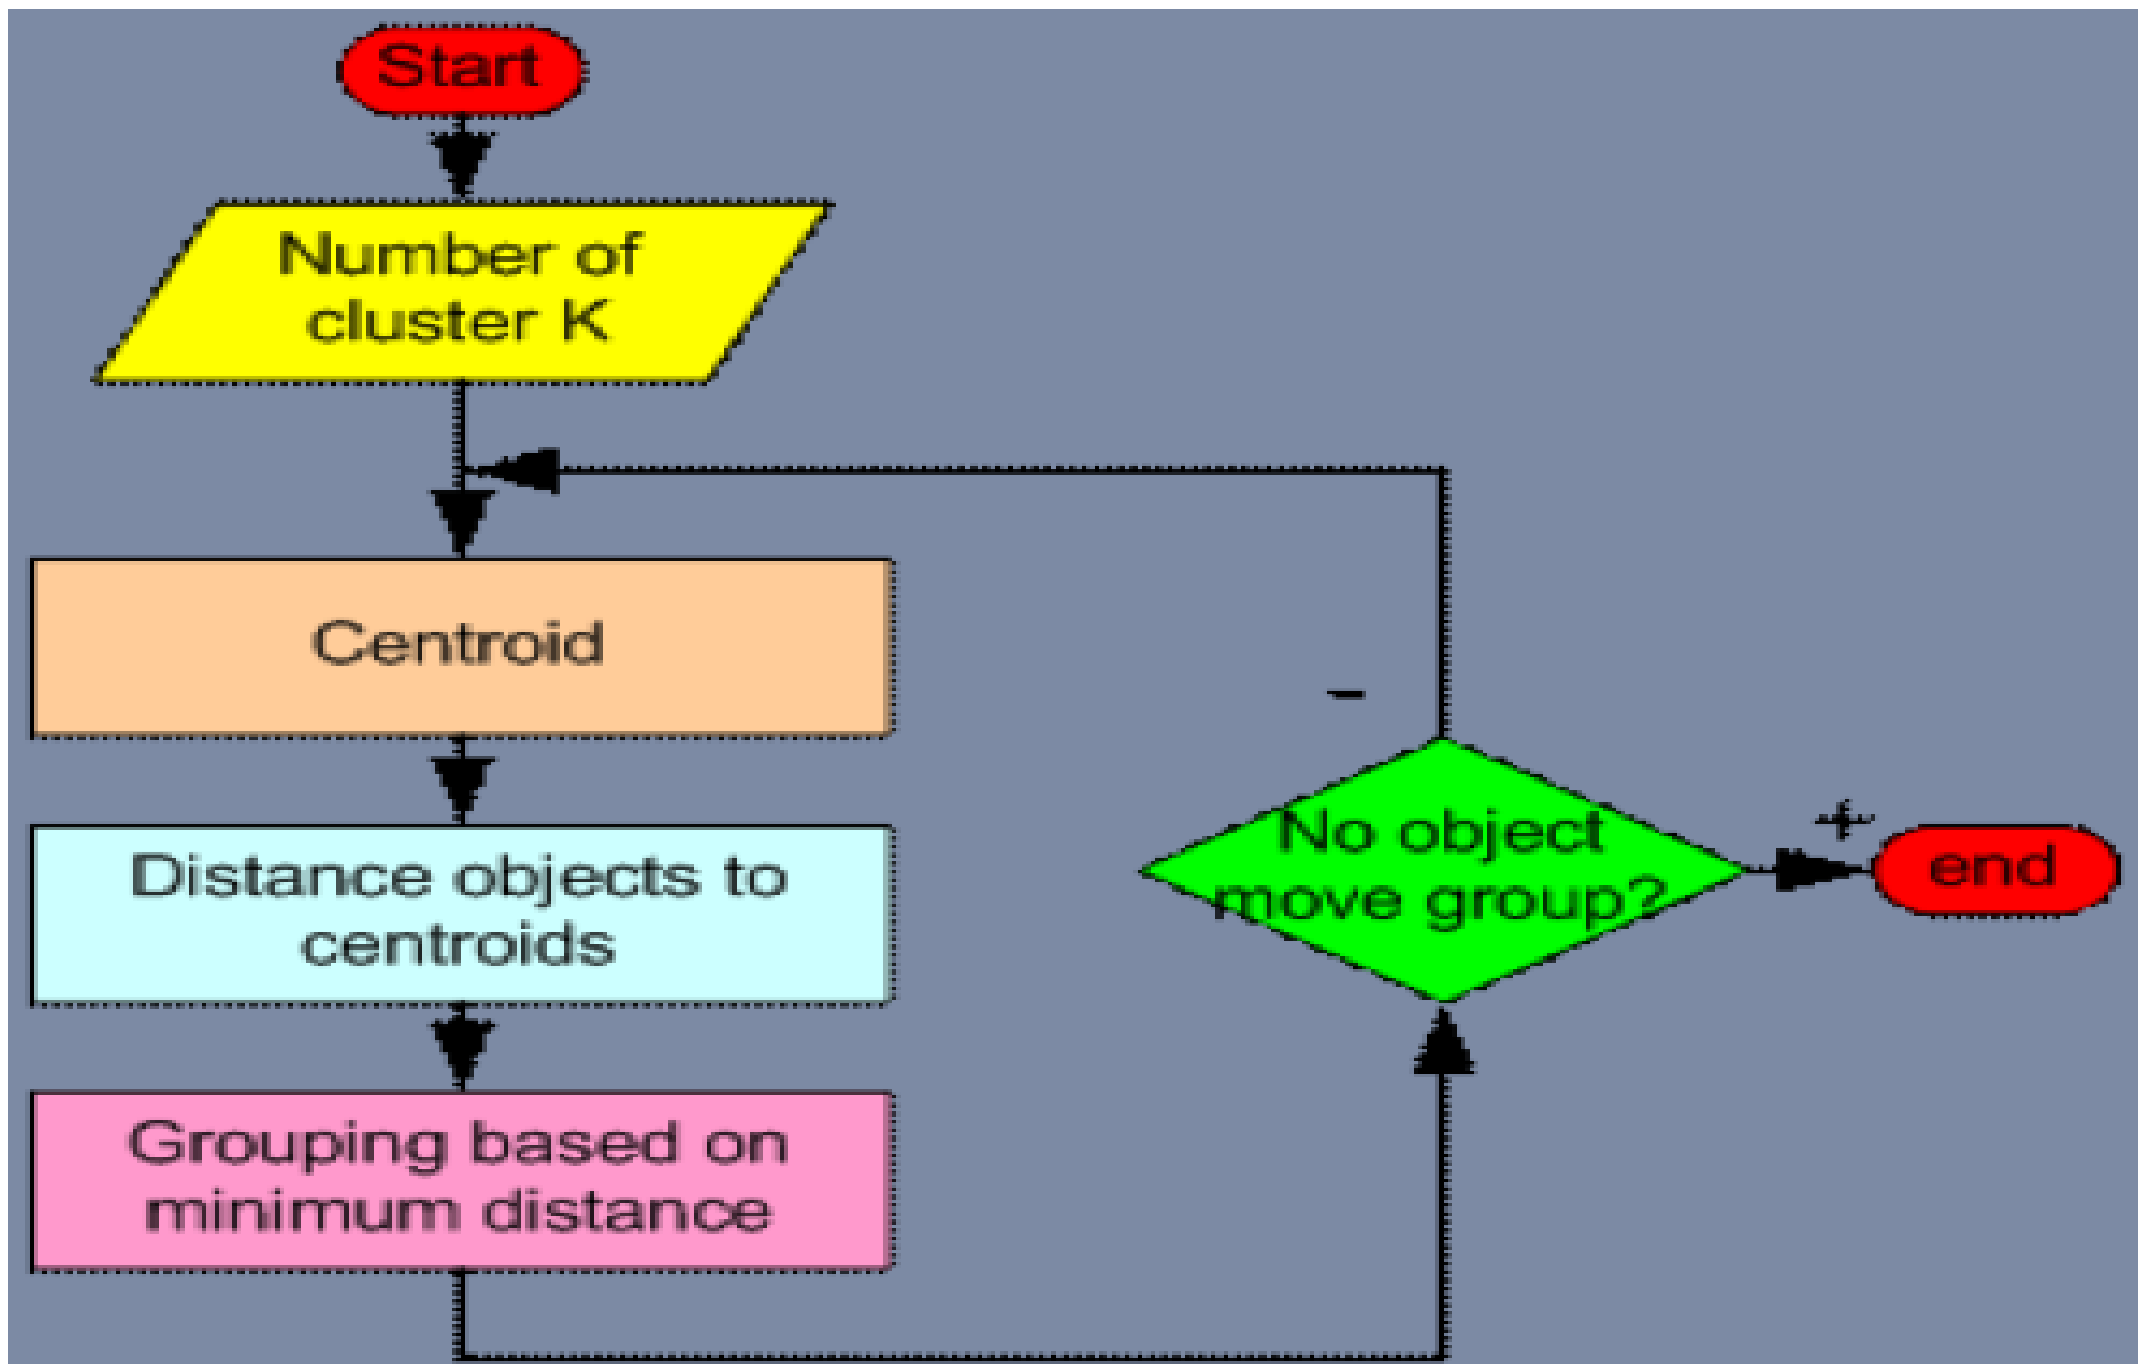 Start
Number of
cluster K
Centroid
Distance objects to
centroids
Grouping based on
minimum distance
-
No object
move group?
+
end